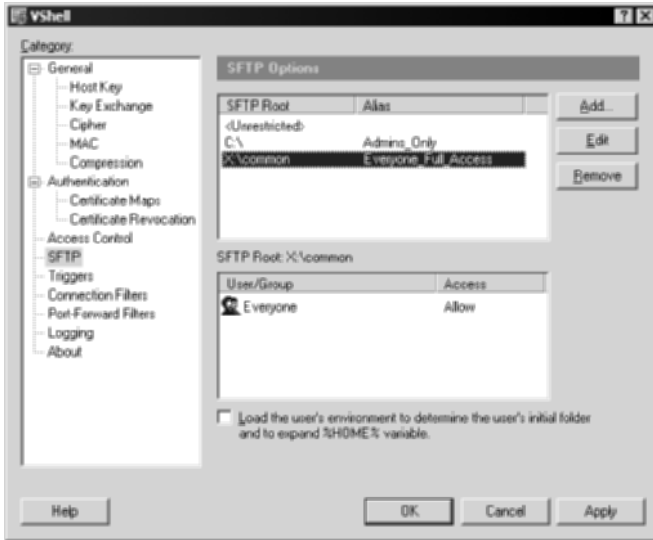 VShell
Category:
General
Host Key
Key Exchange
Cipher
MAC
Compression
Authentication
Certificate Maps
Certificate Revocation
Access Control
SFTP
Triggers
Connection Filters
Port-Forward Filters
Logging
About
SFTP Options
SFTP Root Alias
<Unrestricted>
C:\ Admins_Only
X:\common Everyone_Full_Access
Add...
Edit
Remove
SFTP Root: X:\common
User/Group Access
Everyone Allow
Load the user's environment to determine the user's initial folder
and to expand %HOME% variable.
Help OK Cancel Apply